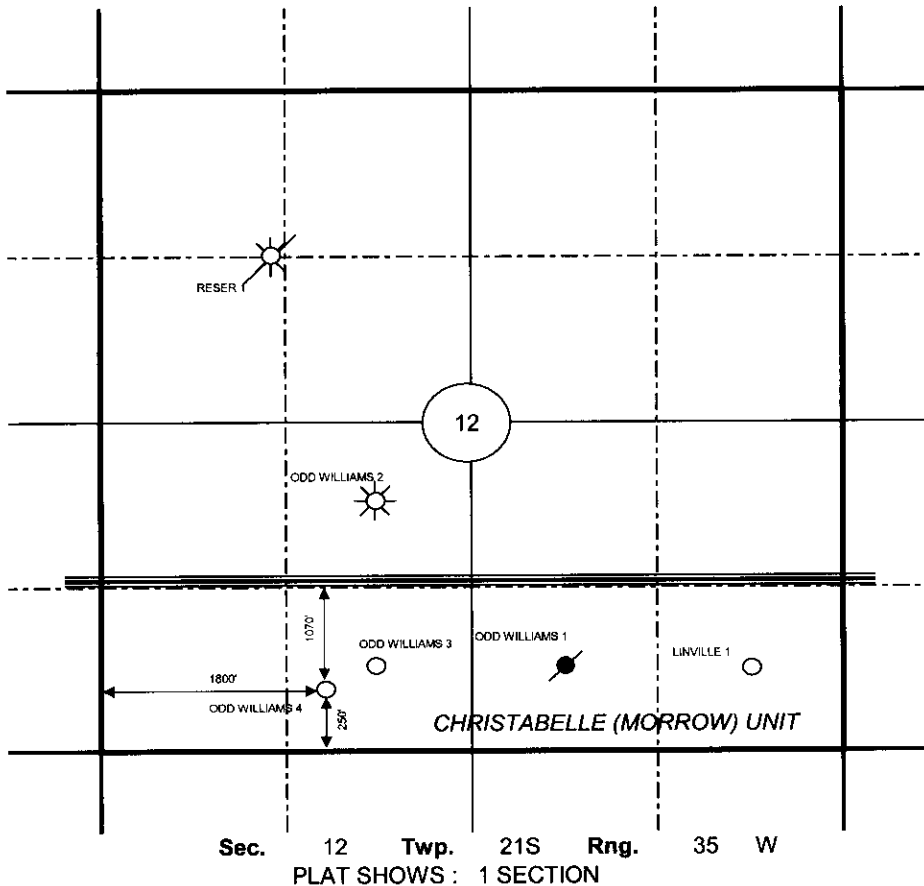 RESER 1
12
ODD WILLIAMS 2
1070'
ODD WILLIAMS 3
ODD WILLIAMS 1
LINVILLE 1
1800'
ODD WILLIAMS 4
250'
CHRISTABELLE (MORROW) UNIT
Sec. 12 Twp. 21S Rng. 35 W
PLAT SHOWS : 1 SECTION